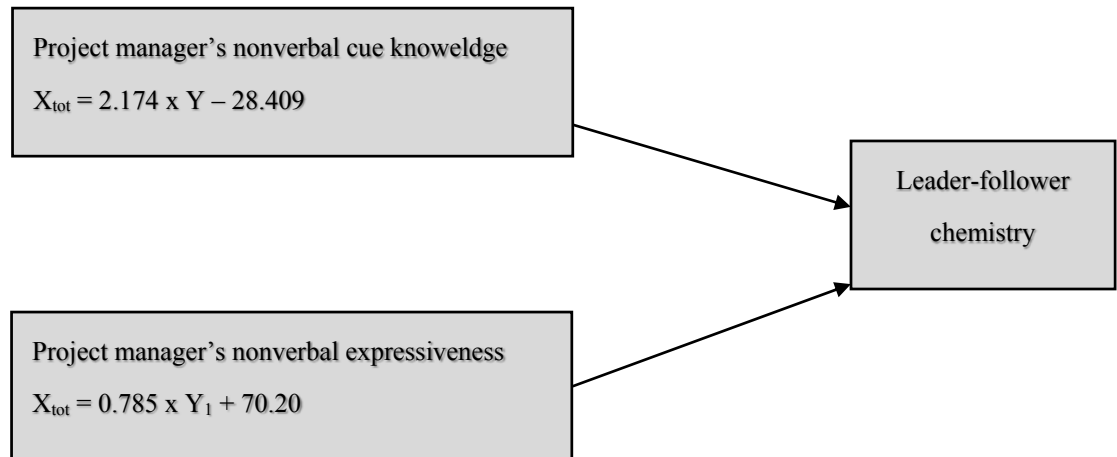 Project manager’s nonverbal cue knoweldge
Xtot = 2.174 x Y – 28.409
Leader-follower
chemistry
Project manager’s nonverbal expressiveness
Xtot = 0.785 x Y1 + 70.20